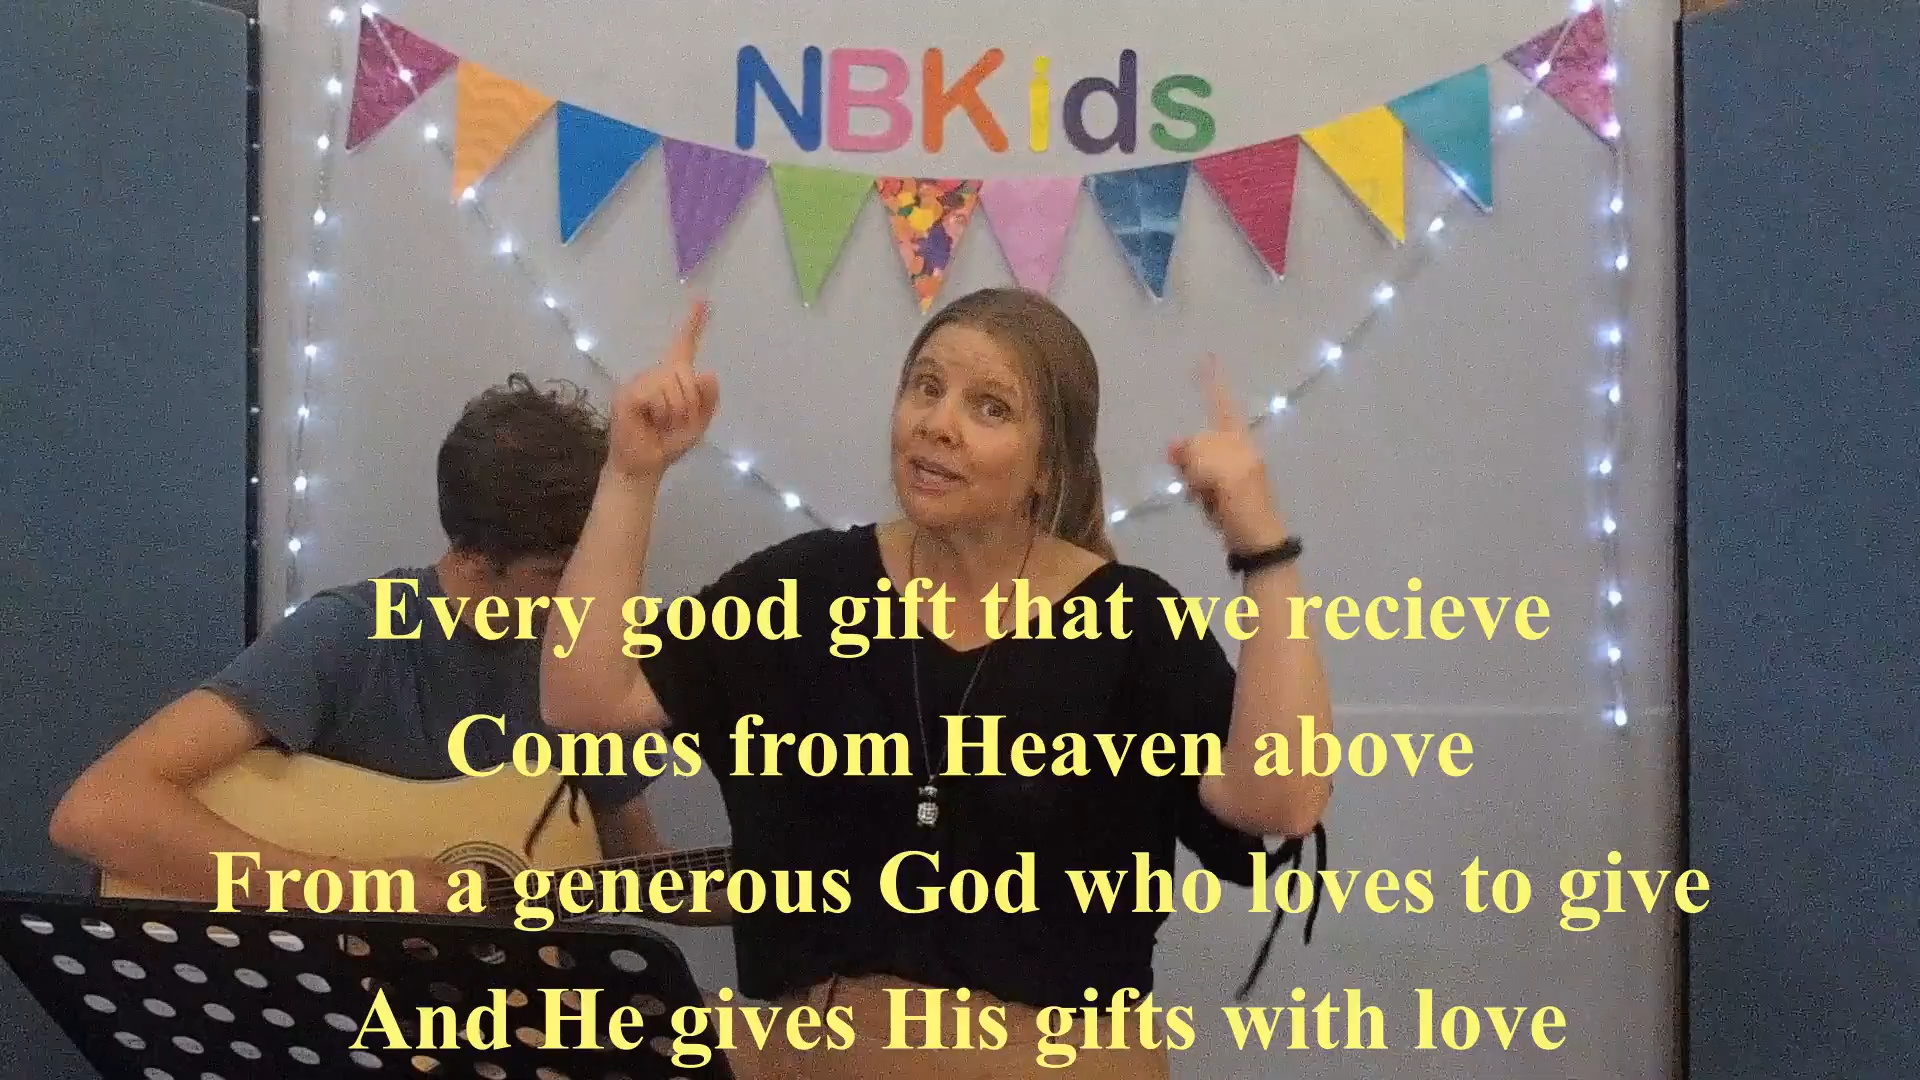 NBKids
Every good gift that we recieve
Comes from Heaven above
From a generous God who loves to give
And He gives His gifts with love